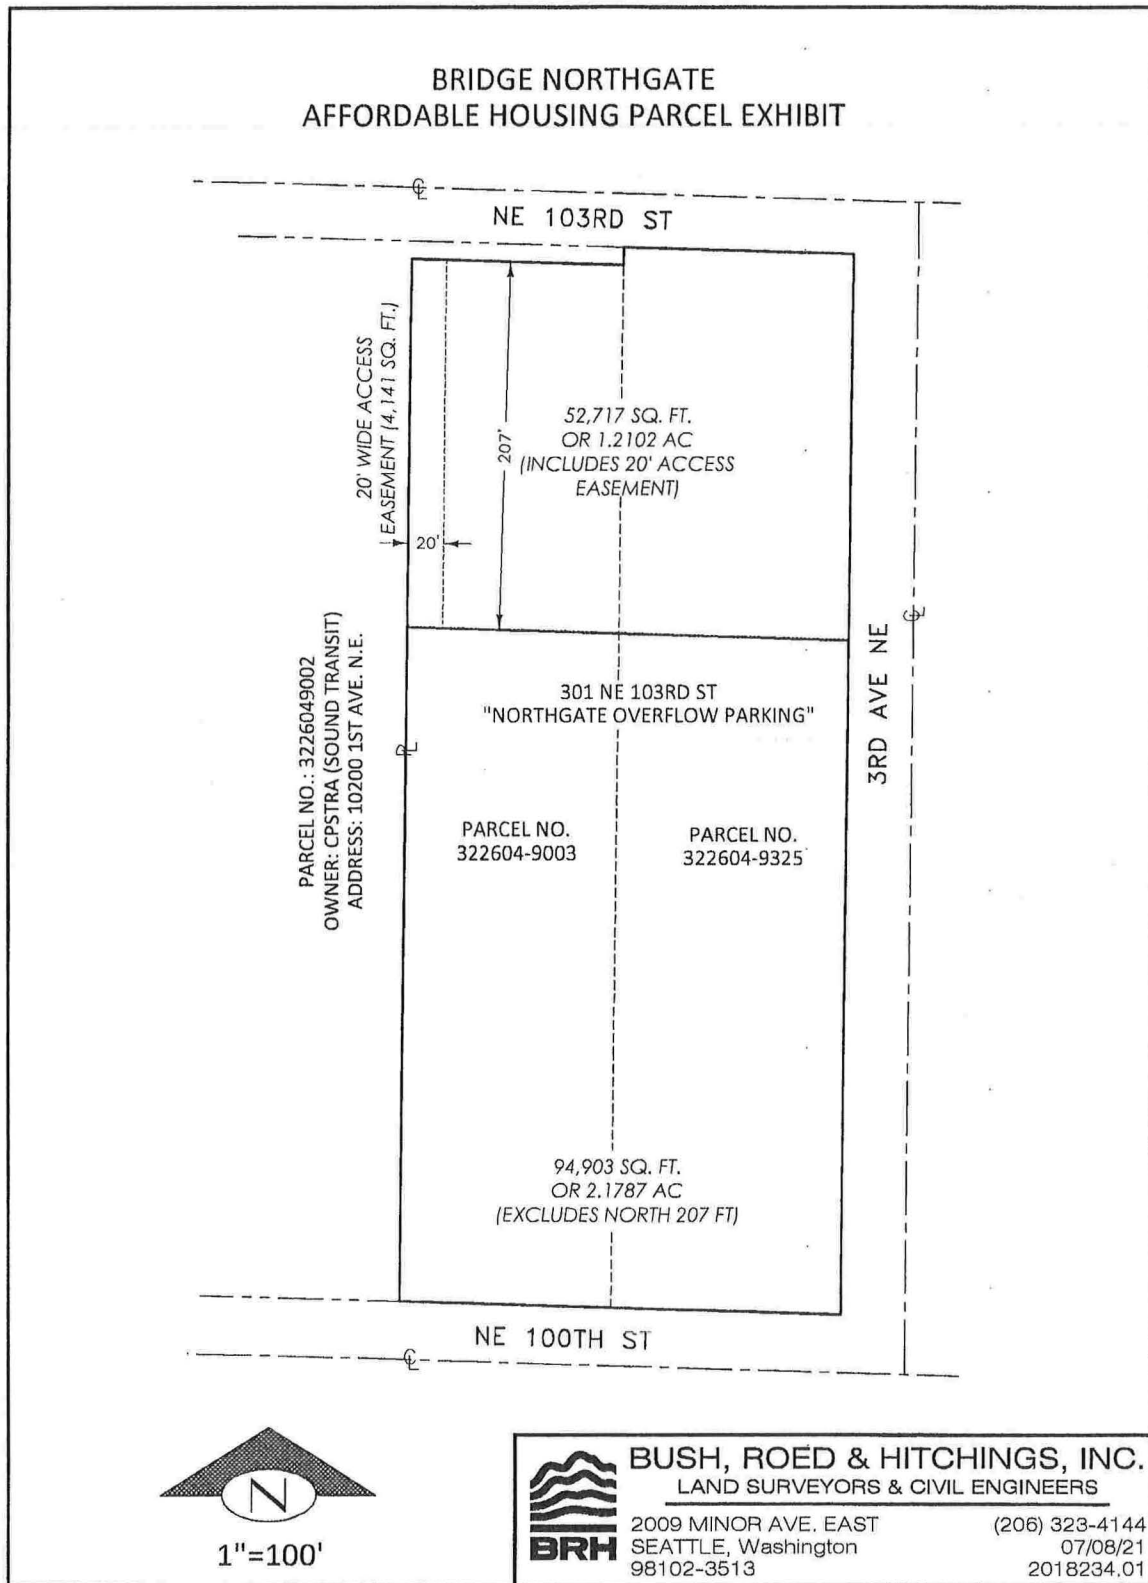 BRIDGE NORTHGATE
AFFORDABLE HOUSING PARCEL EXHIBIT
NE 103RD ST
20' WIDE ACCESS
EASEMENT (4,141 SQ. FT.)
207'
20'
52,717 SQ. FT.
OR 1.2102 AC
(INCLUDES 20' ACCESS
EASEMENT)
PARCEL NO.: 3226049002
OWNER: CPSTRA (SOUND TRANSIT)
ADDRESS: 10200 1ST AVE. N.E.
301 NE 103RD ST
"NORTHGATE OVERFLOW PARKING"
3RD AVE NE
PARCEL NO.
322604-9003
PARCEL NO.
322604-9325
94,903 SQ. FT.
OR 2.1787 AC
(EXCLUDES NORTH 207 FT)
NE 100TH ST
N
1"=100'
BRH
BUSH, ROED & HITCHINGS, INC.
LAND SURVEYORS & CIVIL ENGINEERS
2009 MINOR AVE. EAST (206) 323-4144
SEATTLE, Washington 07/08/21
98102-3513 2018234.01